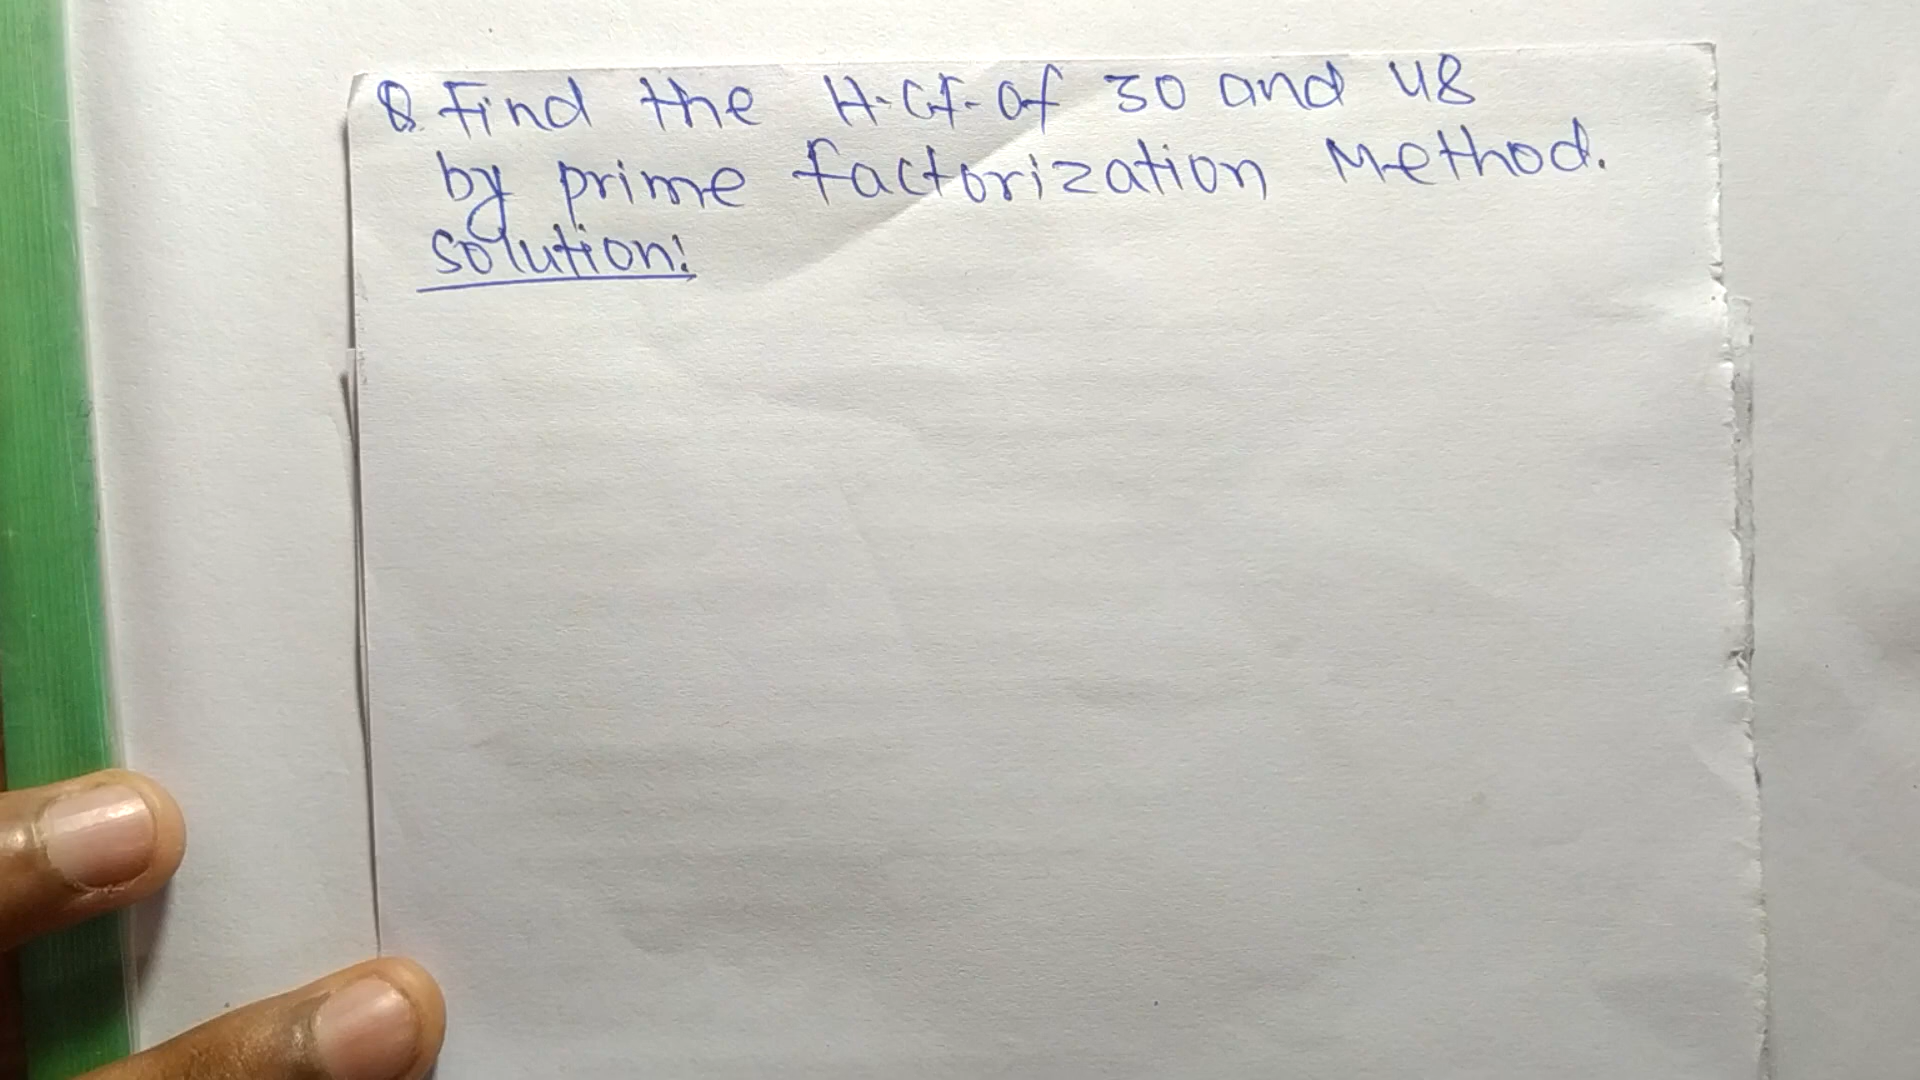 Q. Find the H.C.F. of 30 and 48
by prime factorization Method.
solution: